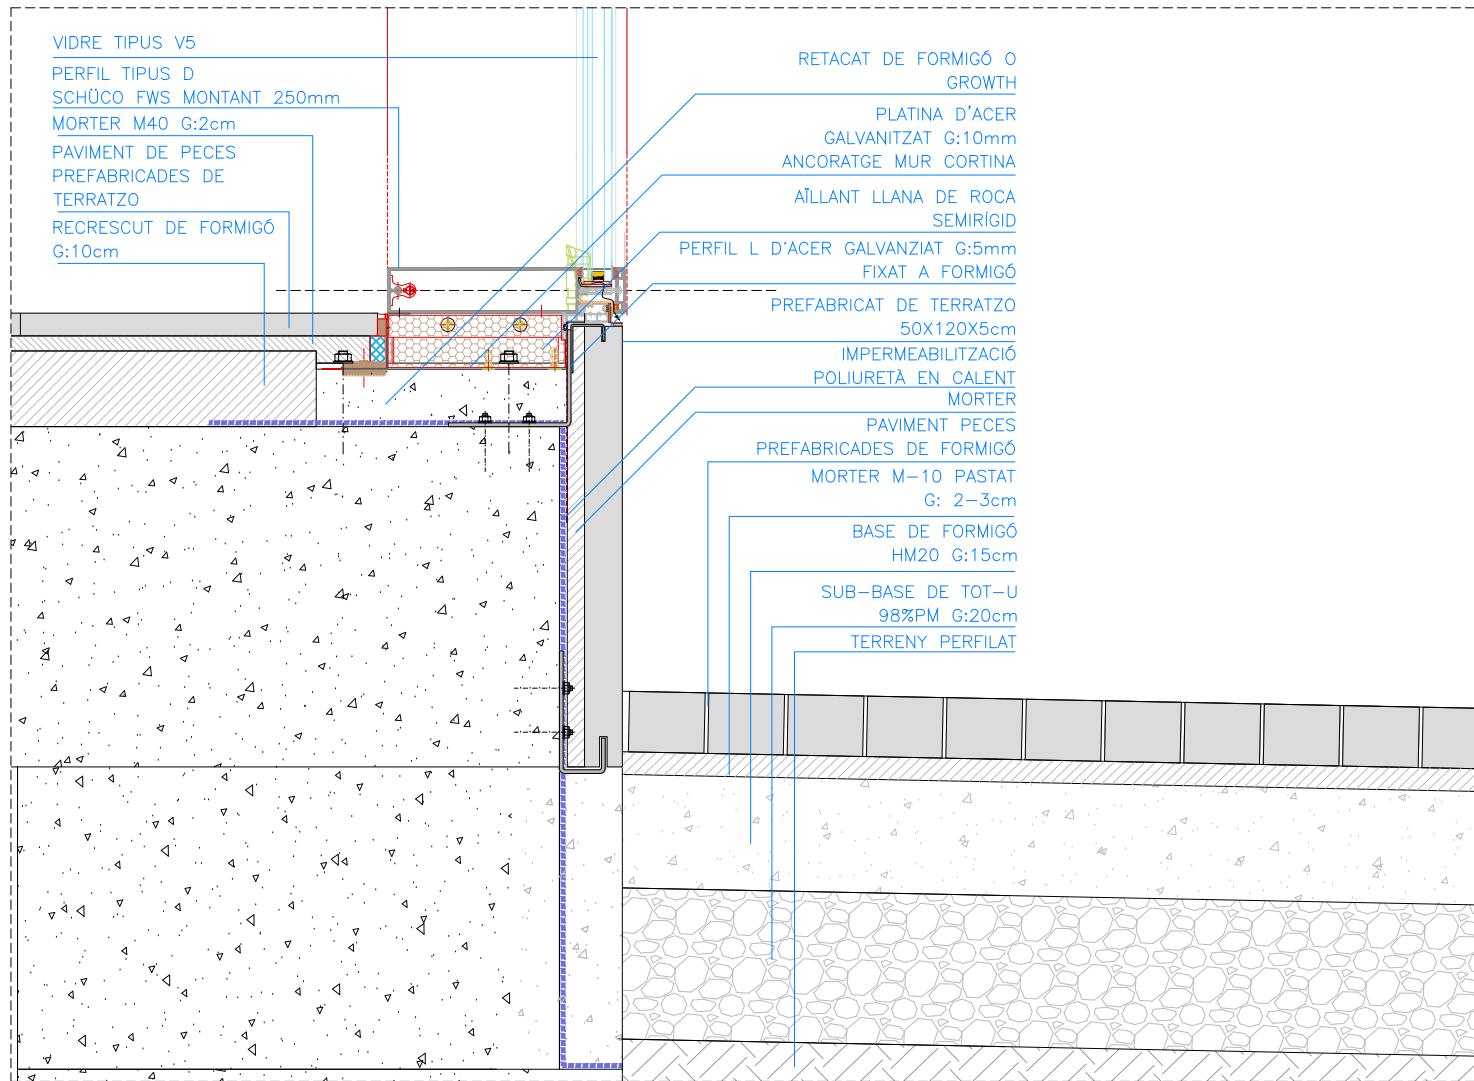 VIDRE TIPUS V5
PERFIL TIPUS D
SCHÜCO FWS MONTANT 250mm
MORTER M40 G:2cm
PAVIMENT DE PECES
PREFABRICADES DE
TERRATZO
RECRESCUT DE FORMIGÓ
G:10cm
RETACAT DE FORMIGÓ O
GROWTH
PLATINA D'ACER
GALVANITZAT G:10mm
ANCORATGE MUR CORTINA
AÏLLANT LLANA DE ROCA
SEMIRÍGID
PERFIL L D'ACER GALVANZIAT G:5mm
FIXAT A FORMIGÓ
PREFABRICAT DE TERRATZO
50X120X5cm
IMPERMEABILITZACIÓ
POLIURETÀ EN CALENT
MORTER
PAVIMENT PECES
PREFABRICADES DE FORMIGÓ
MORTER M-10 PASTAT
G: 2-3cm
BASE DE FORMIGÓ
HM20 G:15cm
SUB-BASE DE TOT-U
98%PM G:20cm
TERRENY PERFILAT